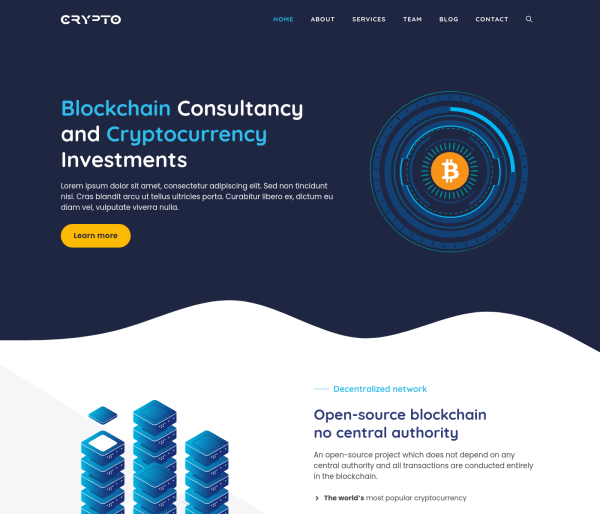 CRYPTO
HOME ABOUT SERVICES TEAM BLOG CONTACT
Blockchain Consultancy
and Cryptocurrency
Investments
Lorem ipsum dolor sit amet, consectetur adipiscing elit. Sed non tincidunt
nisi. Cras blandit arcu ut tellus ultricies porta. Curabitur libero ex, dictum eu
diam vel, vulputate viverra nulla.
Learn more
Decentralized network
Open-source blockchain
no central authority
An open-source project which does not depend on any
central authority and all transactions are conducted entirely
in the blockchain.
The world's most popular cryptocurrency